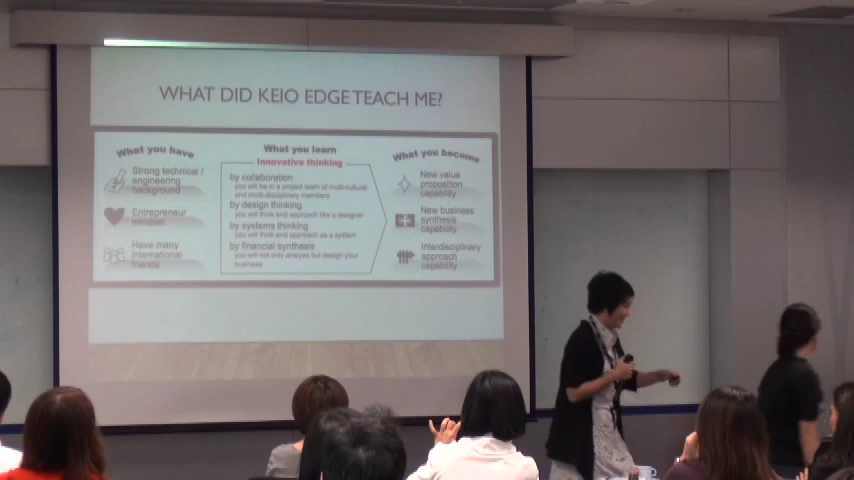 WHAT DID KEIO EDGE TEACH ME?
What you have
Strong technical /
engineering
background
Entrepreneur
mindset
Have many
international
friends
What you learn
Innovative thinking
by collaboration
you will be in a project team of multi-cultural
and multi-disciplinary members
by design thinking
you will think and approach like a designer
by systems thinking
you will think and approach as a system
by financial synthesis
you will not only analyze but design your
business
What you become
New value
proposition
capability
New business
synthesis
capability
Interdisciplinary
approach
capability